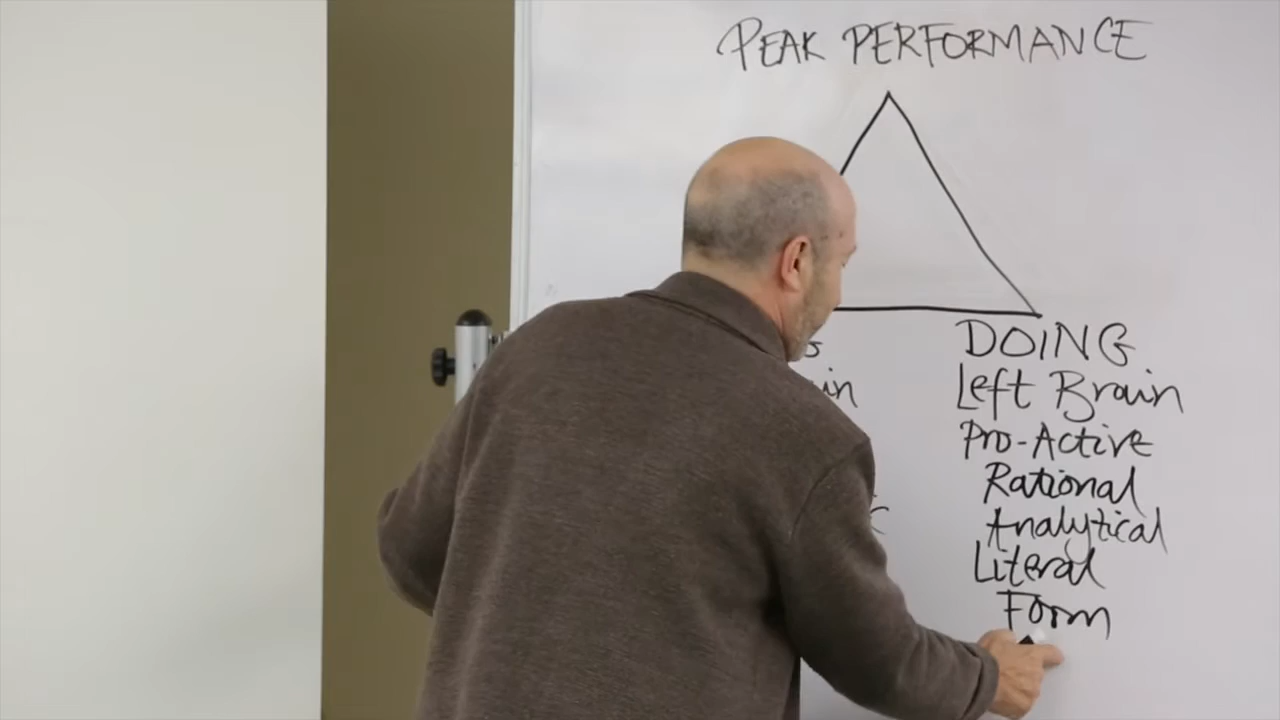 PEAK PERFORMANCE
DOING
Left Brain
Pro-Active
Rational
Analytical
Literal
Form